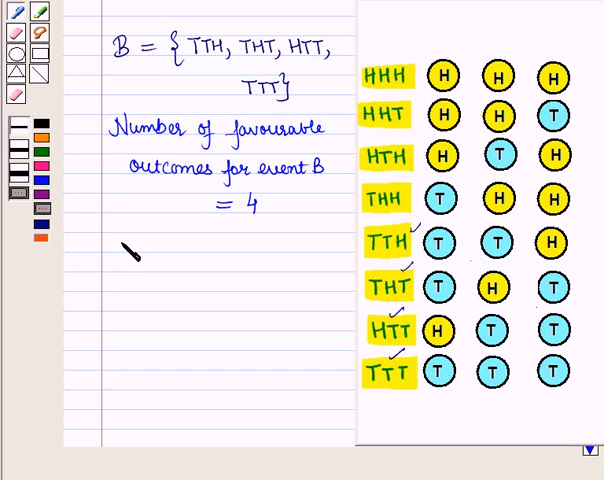 B = { TTH, THT, HTT,
TTT}
Number of favourable
outcomes for event B
= 4
HHH H H H
HHT H H T
HTH H T H
THH T H H
TTH T T H
THT T H T
HTT H T T
TTT T T T